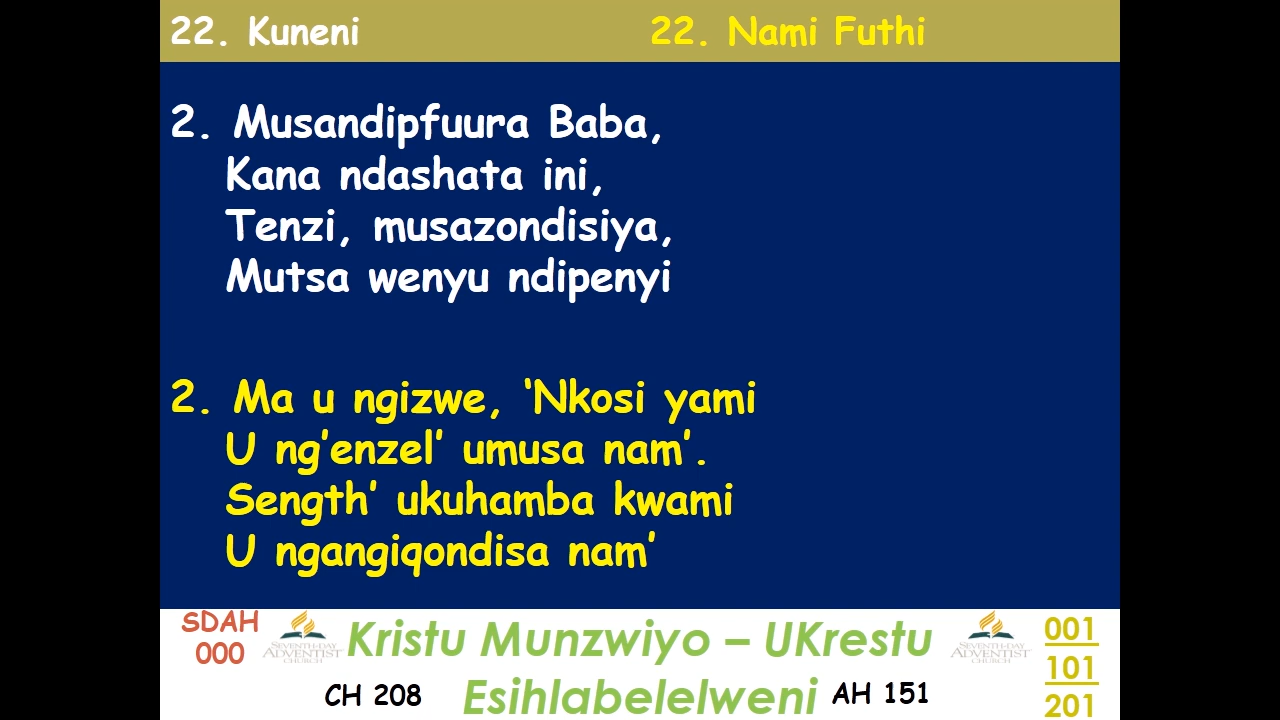 22. Kuneni
22. Nami Futhi
2. Musandipfuura Baba,
Kana ndashata ini,
Tenzi, musazondisiya,
Mutsa wenyu ndipenyi
2. Ma u ngizwe, ‘Nkosi yami
U ng’enzel’ umusa nam’.
Sength’ ukuhamba kwami
U ngangiqondisa nam’
SDAH
000
SEVENTH-DAY
ADVENTIST
CHURCH
Kristu Munzwiyo – UKrestu
Esihlabelelweni
CH 208
AH 151
SEVENTH-DAY
ADVENTIST
CHURCH
001
101
201